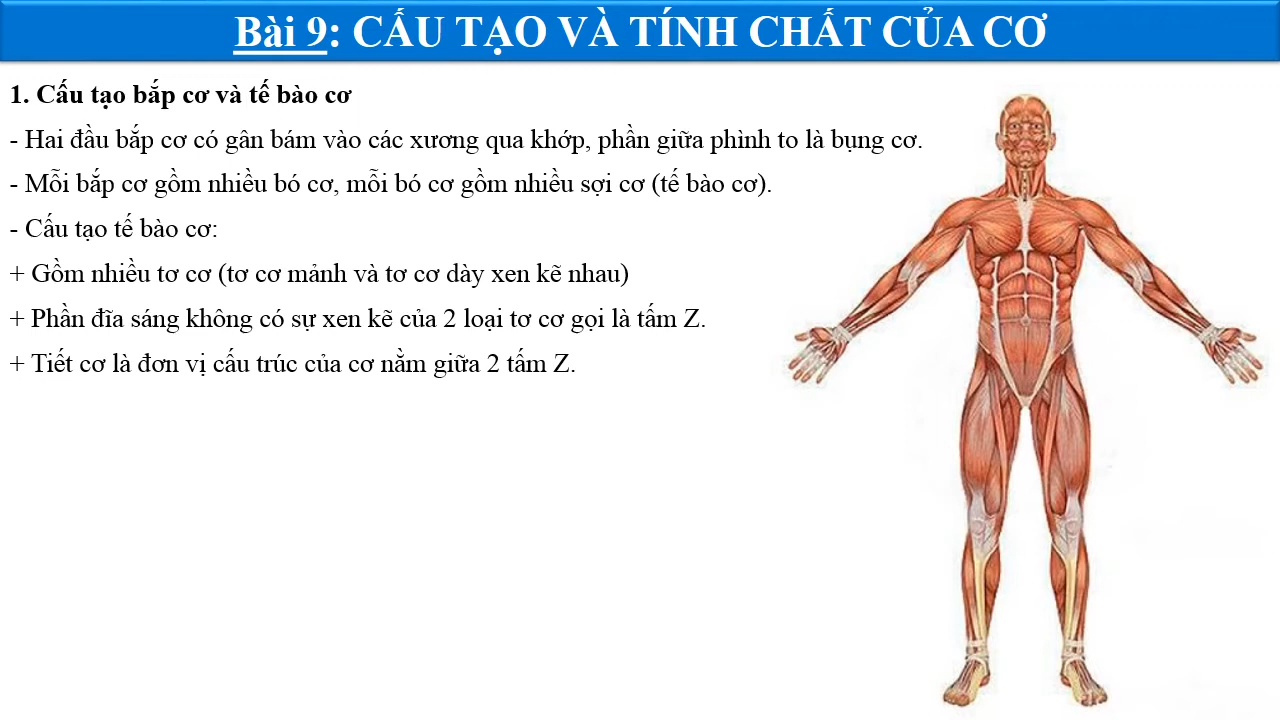 Bài 9: CẤU TẠO VÀ TÍNH CHẤT CỦA CƠ
1. Cấu tạo bắp cơ và tế bào cơ
- Hai đầu bắp cơ có gân bám vào các xương qua khớp, phần giữa phình to là bụng cơ.
- Mỗi bắp cơ gồm nhiều bó cơ, mỗi bó cơ gồm nhiều sợi cơ (tế bào cơ).
- Cấu tạo tế bào cơ:
+ Gồm nhiều tơ cơ (tơ cơ mảnh và tơ cơ dày xen kẽ nhau)
+ Phần đĩa sáng không có sự xen kẽ của 2 loại tơ cơ gọi là tấm Z.
+ Tiết cơ là đơn vị cấu trúc của cơ nằm giữa 2 tấm Z.